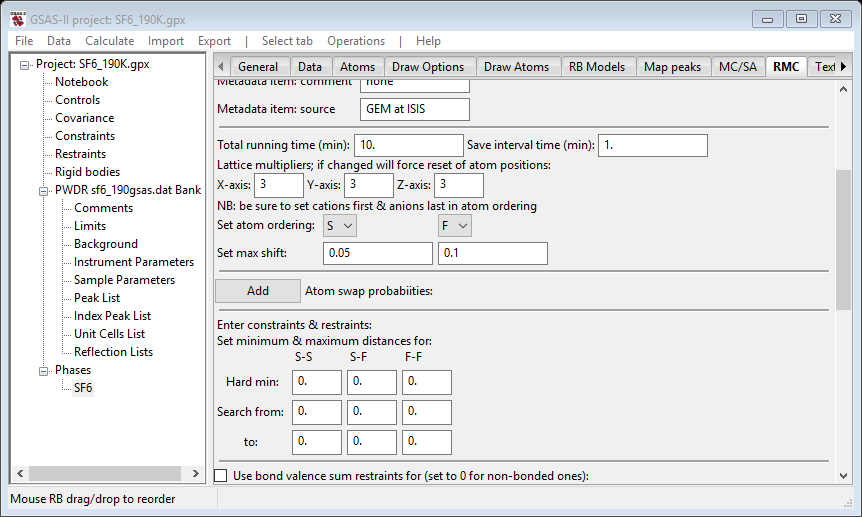 GSAS-II project: SF6_190K.gpx
File Data Calculate Import Export | Select tab Operations | Help
Project: SF6_190K.gpx
Notebook
Controls
Covariance
Constraints
Restraints
Rigid bodies
PWDR sf6_190gsas.dat Bank
Comments
Limits
Background
Instrument Parameters
Sample Parameters
Peak List
Index Peak List
Unit Cells List
Reflection Lists
Phases
SF6
General Data Atoms Draw Options Draw Atoms RB Models Map peaks MC/SA RMC Text
Metadata item: comment none
Metadata item: source GEM at ISIS
Total running time (min): 10. Save interval time (min): 1.
Lattice multipliers; if changed will force reset of atom positions:
X-axis: 3 Y-axis: 3 Z-axis: 3
NB: be sure to set cations first & anions last in atom ordering
Set atom ordering: S F
Set max shift: 0.05 0.1
Add Atom swap probabiities:
Enter constraints & restraints:
Set minimum & maximum distances for:
S-S S-F F-F
Hard min: 0. 0. 0.
Search from: 0. 0. 0.
to: 0. 0. 0.
Use bond valence sum restraints for (set to 0 for non-bonded ones):
Mouse RB drag/drop to reorder